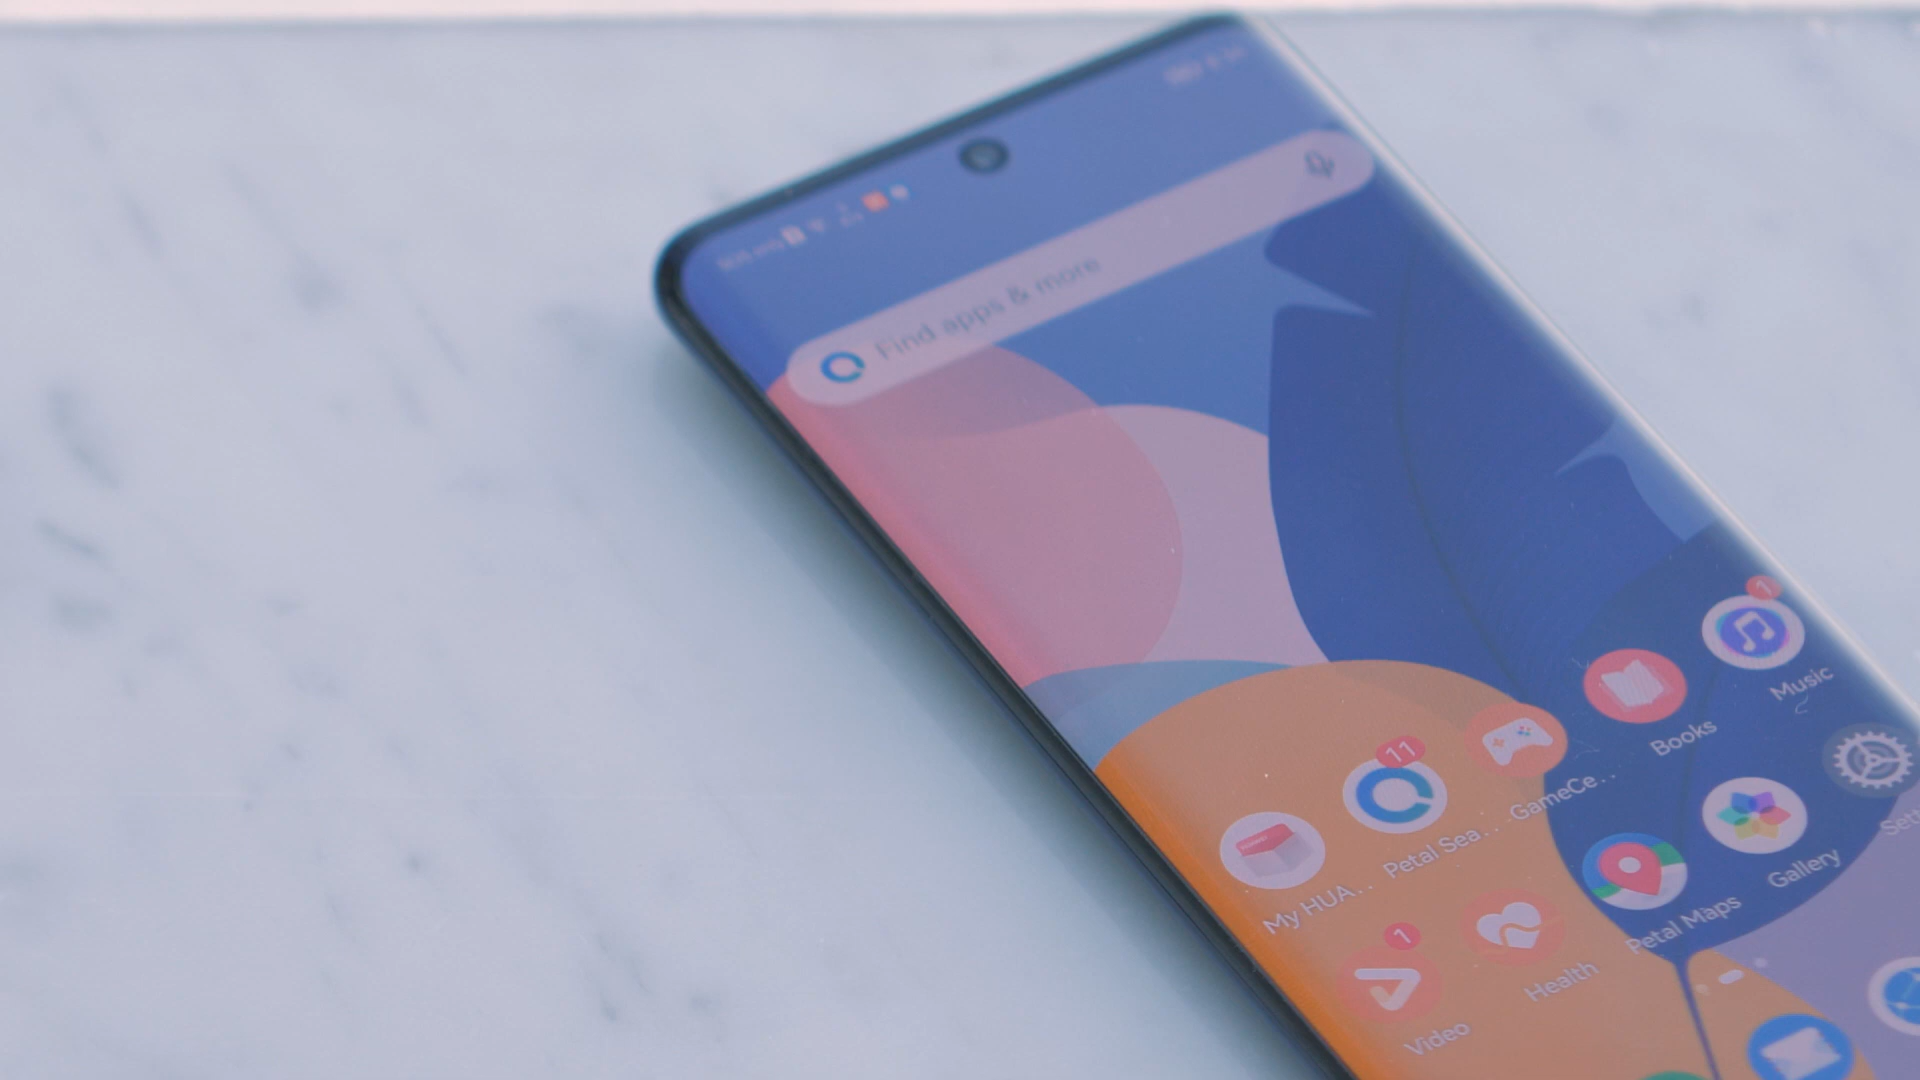 Find apps & more
1
Music
Books
11
GameCe...
Petal Sea...
My HUA...
Gallery
Petal Maps
1
Health
Video